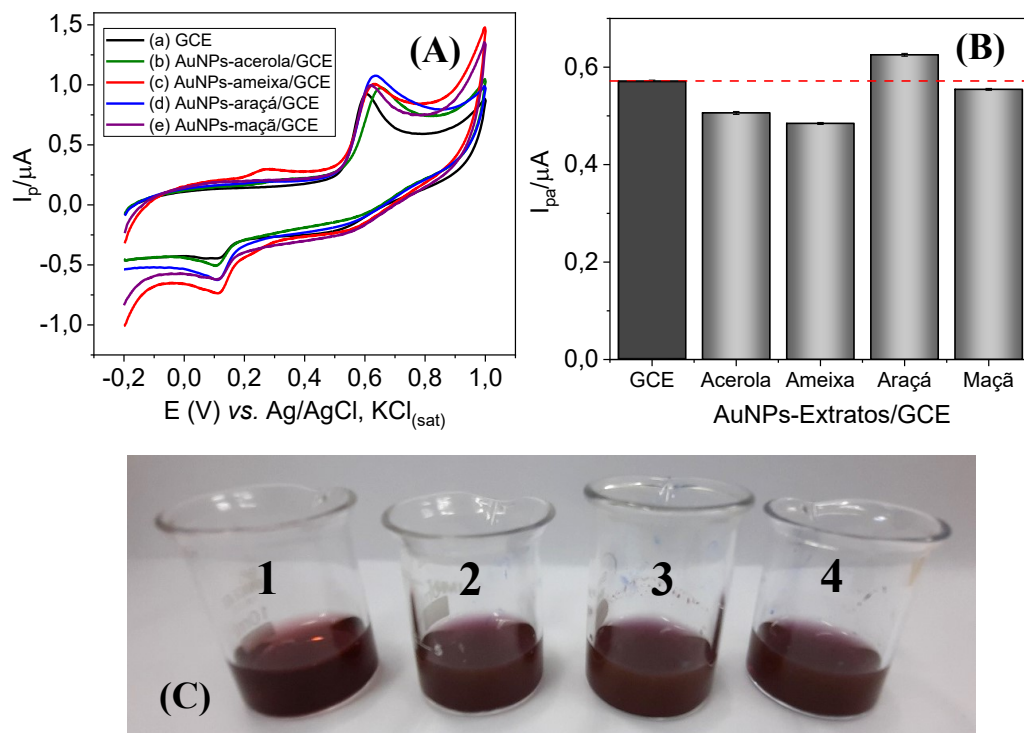 (A)
1,5
1,0
0,5
0,0
-0,5
-1,0
Ip/µA
(a) GCE
(b) AuNPs-acerola/GCE
(c) AuNPs-ameixa/GCE
(d) AuNPs-araçá/GCE
(e) AuNPs-maçã/GCE
-0,2 0,0 0,2 0,4 0,6 0,8 1,0
E (V) vs. Ag/AgCl, KCl(sat)
(B)
0,6
0,4
0,2
0,0
Ipa/µA
GCE Acerola Ameixa Araçá Maçã
AuNPs-Extratos/GCE
1 2 3 4
(C)